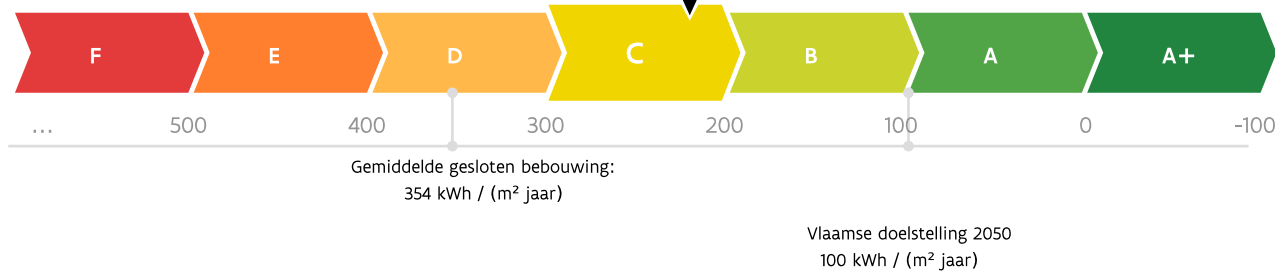 F E D C B A A+
... 500 400 300 200 100 0 -100
Gemiddelde gesloten bebouwing:
354 kWh / (m² jaar)
Vlaamse doelstelling 2050
100 kWh / (m² jaar)